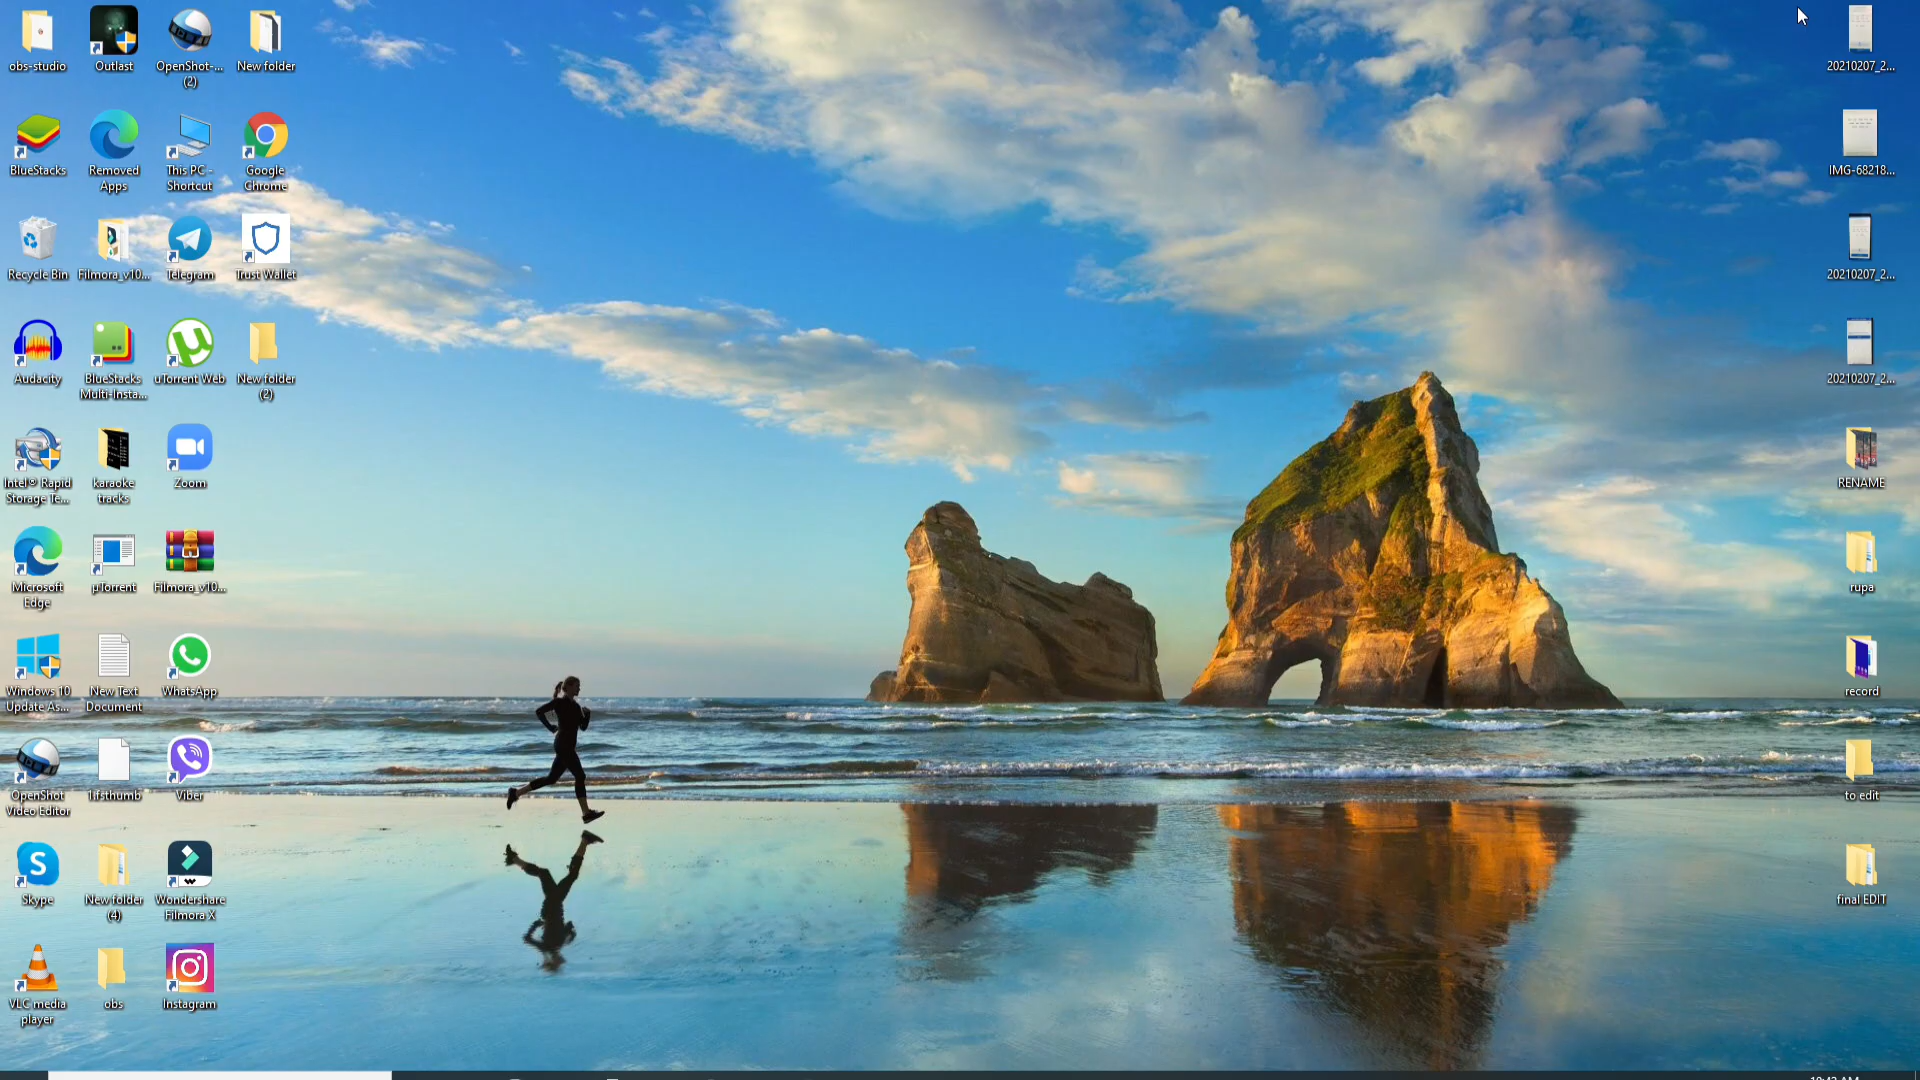 obs-studio
Outlast
OpenShot-...
(2)
New folder
BlueStacks
Removed
Apps
This PC -
Shortcut
Google
Chrome
Recycle Bin
Filmora_v10...
Telegram
Trust Wallet
Audacity
BlueStacks
Multi-Insta...
uTorrent Web
New folder
(2)
Intel® Rapid
Storage Te...
karaoke
tracks
Zoom
Microsoft
Edge
µTorrent
Filmora_v10...
Windows 10
Update As...
New Text
Document
WhatsApp
OpenShot
Video Editor
1.ifsthumb
Viber
Skype
New folder
(4)
Wondershare
Filmora X
VLC media
player
obs
Instagram
20210207_2...
IMG-68218...
20210207_2...
20210207_2...
RENAME
rupa
record
to edit
final EDIT